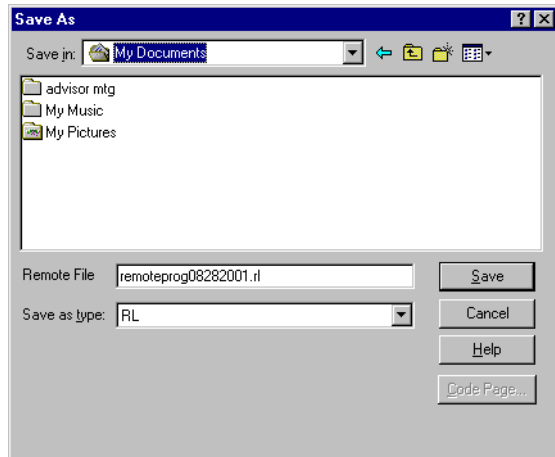 Save As
Save in: My Documents
advisor mtg
My Music
My Pictures
Remote File remoteprog08282001.rl Save
Save as type: RL Cancel
Help
Code Page...